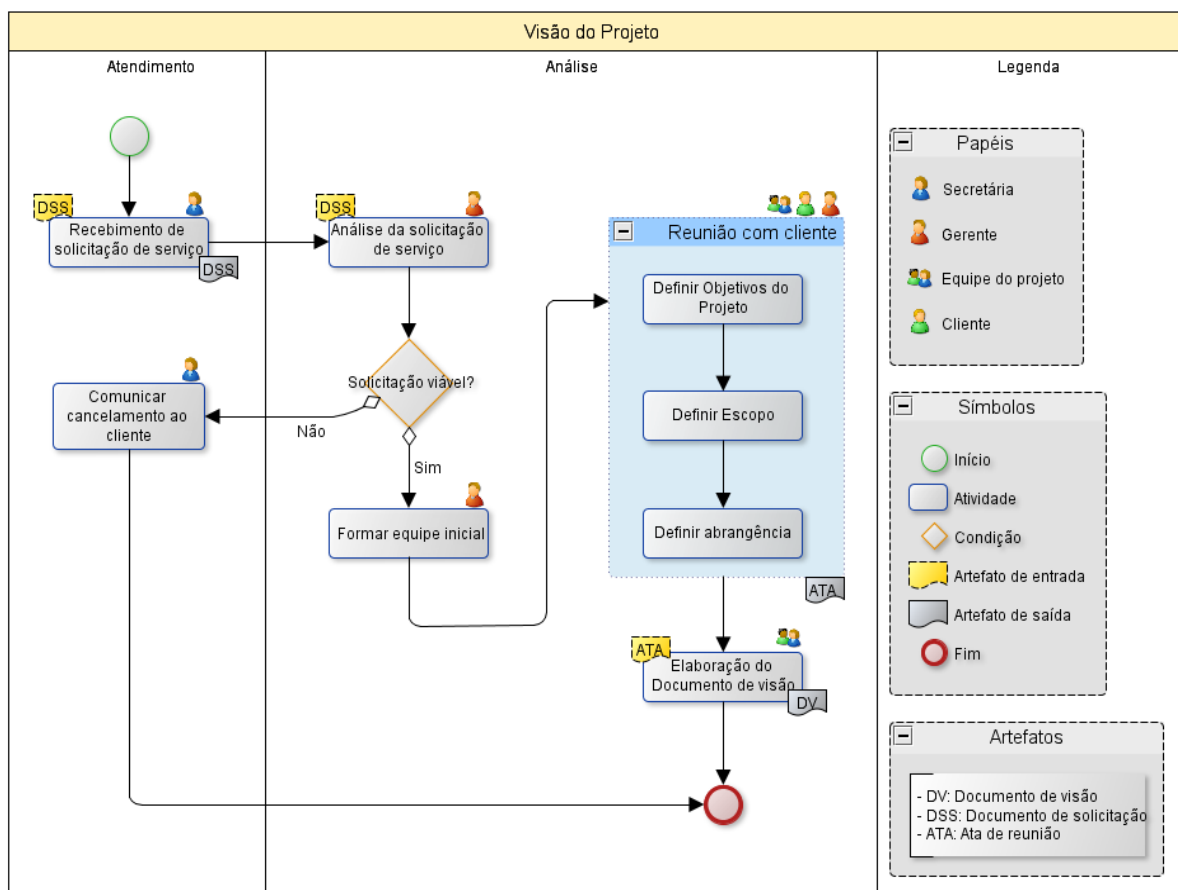 Visão do Projeto
Atendimento
Análise
Legenda
DSS
Recebimento de
solicitação de serviço
DSS
DSS
Análise da solicitação
de serviço
Solicitação viável?
Não
Sim
Comunicar
cancelamento ao
cliente
Formar equipe inicial
Reunião com cliente
Definir Objetivos do
Projeto
Definir Escopo
Definir abrangência
ATA
ATA
Elaboração do
Documento de visão
DV
Papéis
Secretária
Gerente
Equipe do projeto
Cliente
Símbolos
Início
Atividade
Condição
Artefato de entrada
Artefato de saída
Fim
Artefatos
- DV: Documento de visão
- DSS: Documento de solicitação
- ATA: Ata de reunião